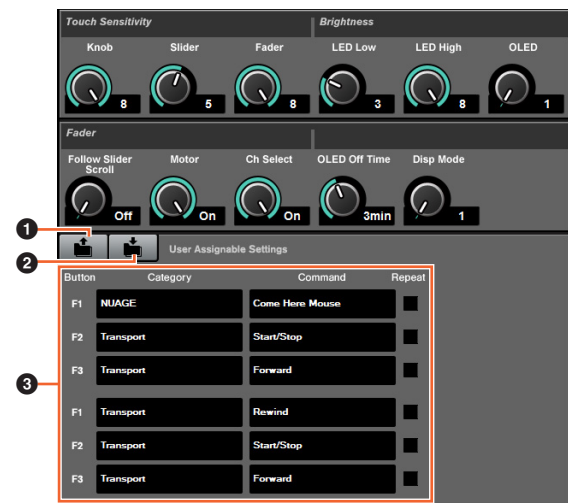 Touch Sensitivity Brightness
Knob Slider Fader LED Low LED High OLED
8 5 8 3 8 1
Fader
Follow Slider Scroll Motor Ch Select OLED Off Time Disp Mode
Off On On 3min 1
1
2 User Assignable Settings
Button Category Command Repeat
F1 NUAGE Come Here Mouse
F2 Transport Start/Stop
3
F3 Transport Forward
F1 Transport Rewind
F2 Transport Start/Stop
F3 Transport Forward